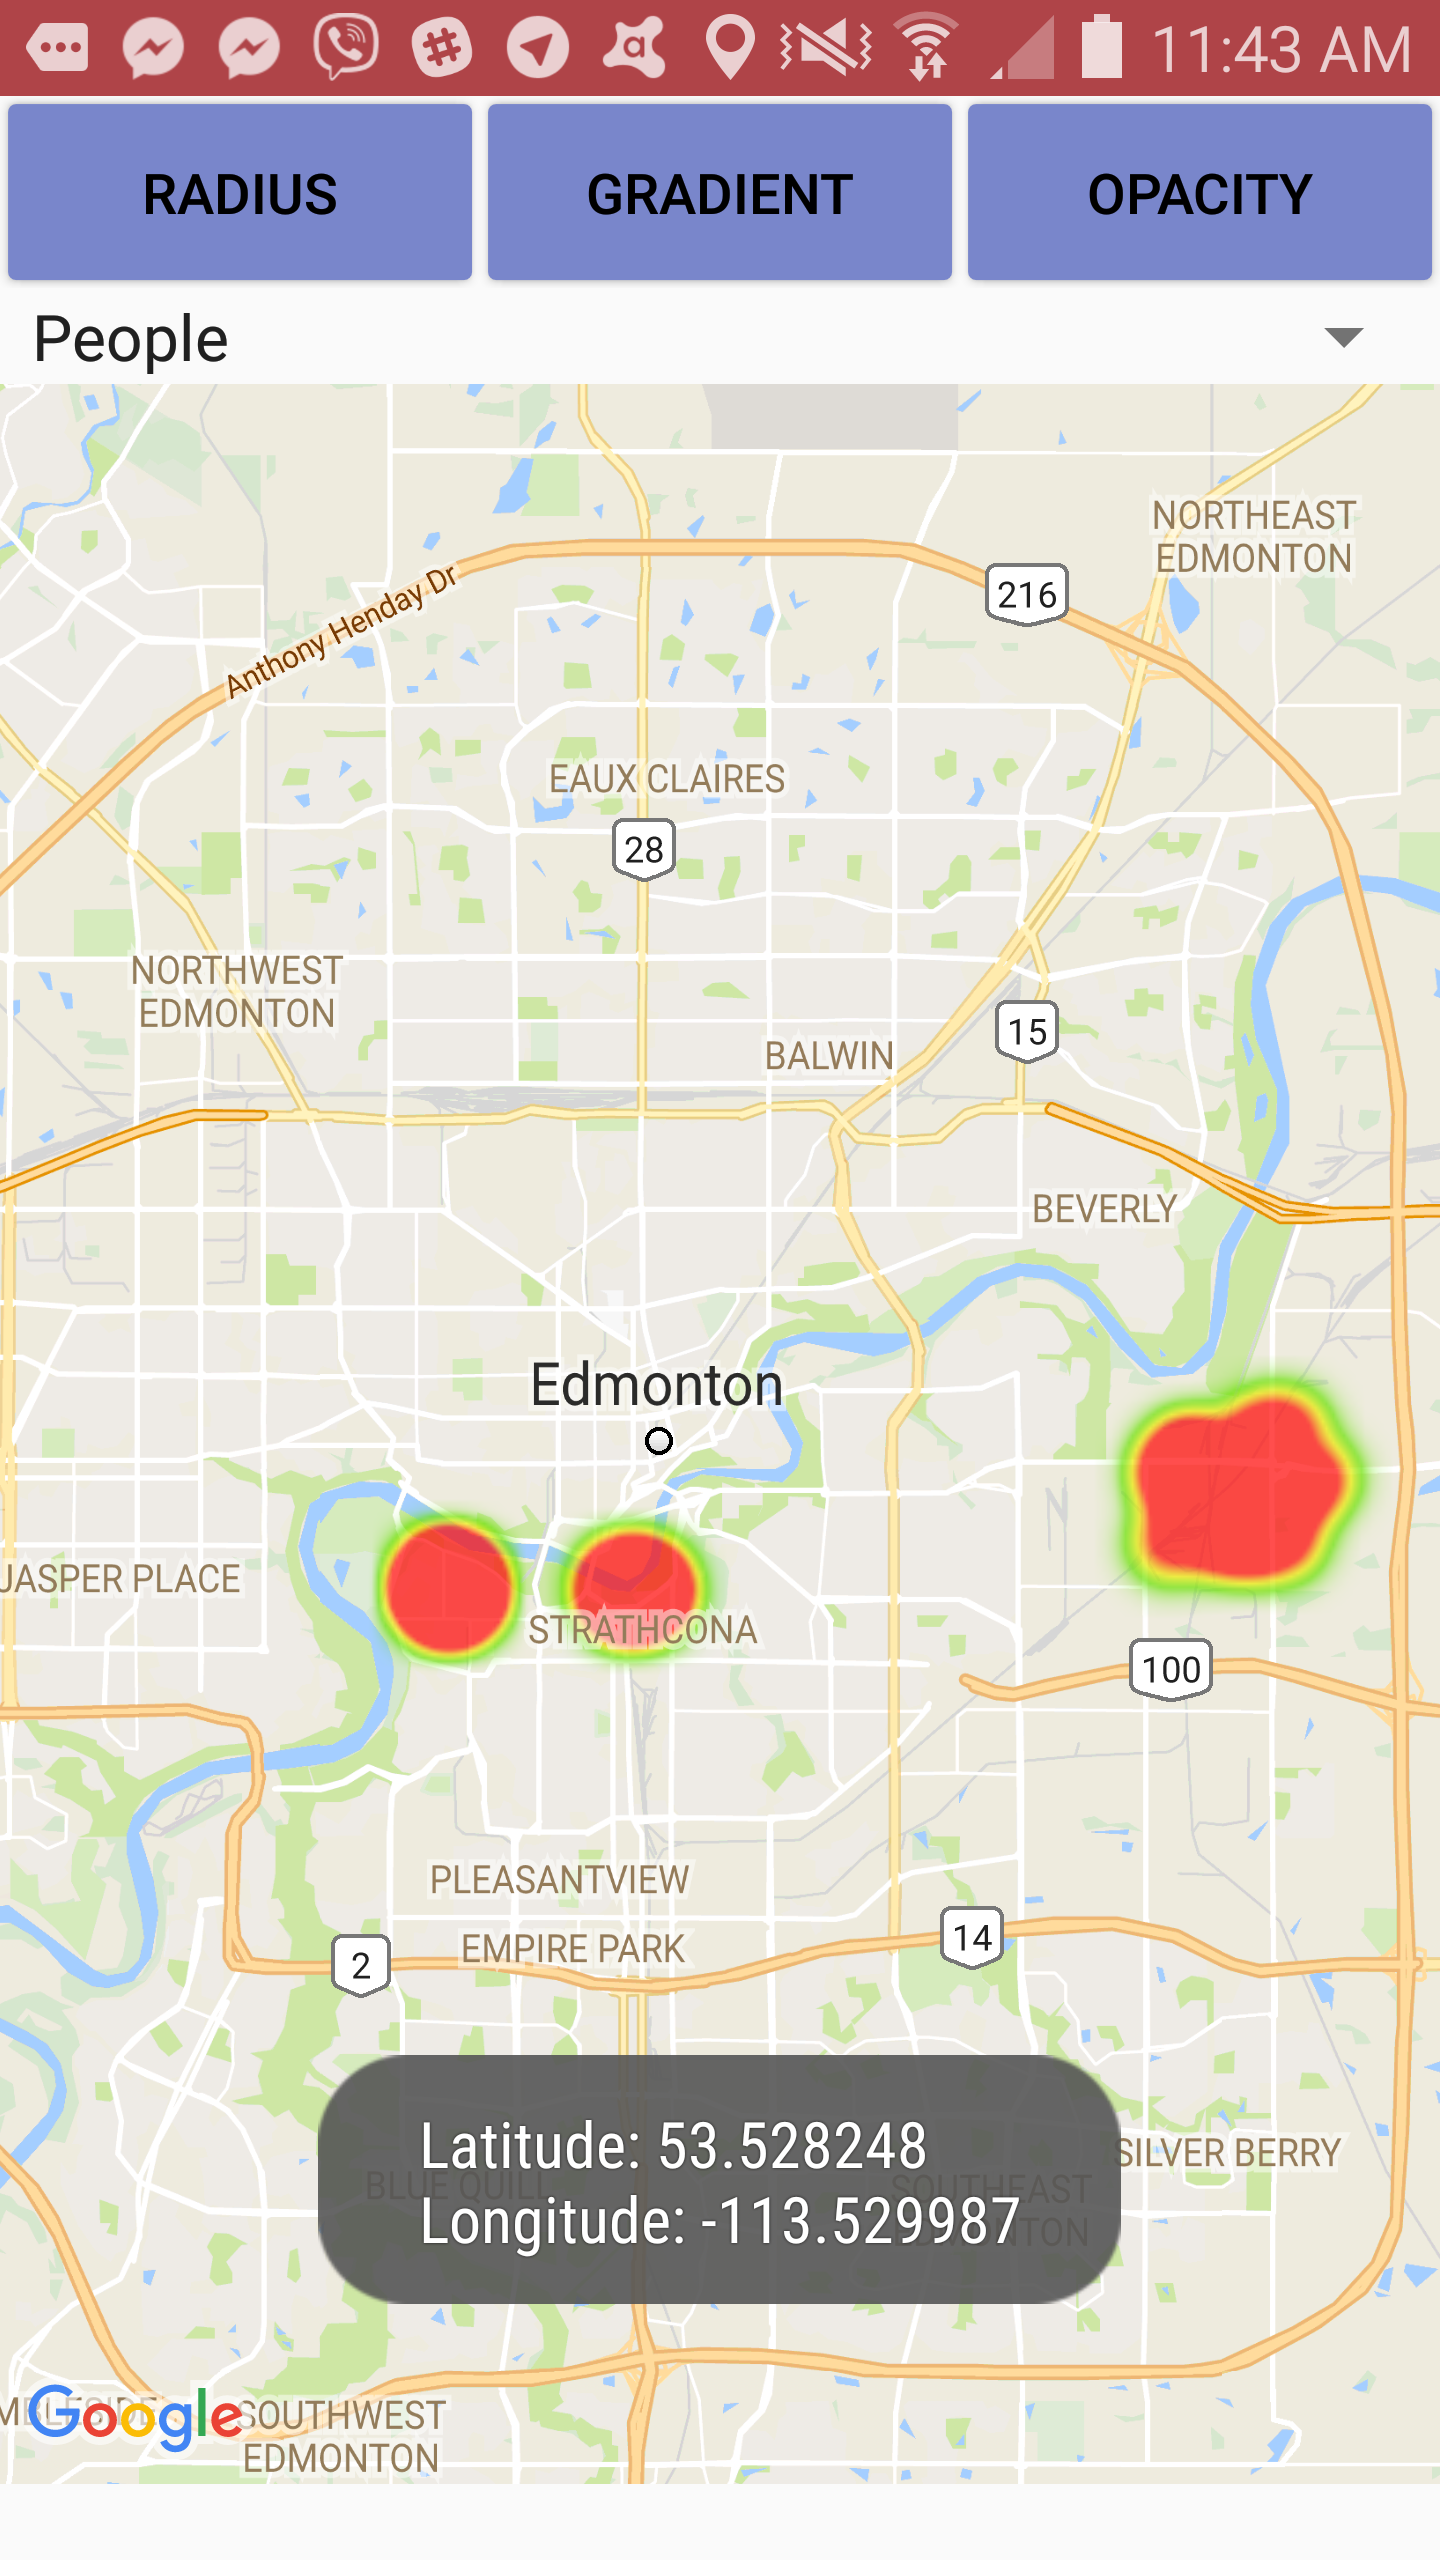 11:43 AM
RADIUS
GRADIENT
OPACITY
People
NORTHEAST
EDMONTON
216
Anthony Henday Dr
EAUX CLAIRES
28
NORTHWEST
EDMONTON
15
BALWIN
BEVERLY
Edmonton
JASPER PLACE
STRATHCONA
100
PLEASANTVIEW
14
EMPIRE PARK
2
Latitude: 53.528248
Longitude: -113.529987
BLUE QUILL
SOUTHEAST
SILVER BERRY
Google
SOUTHWEST
EDMONTON